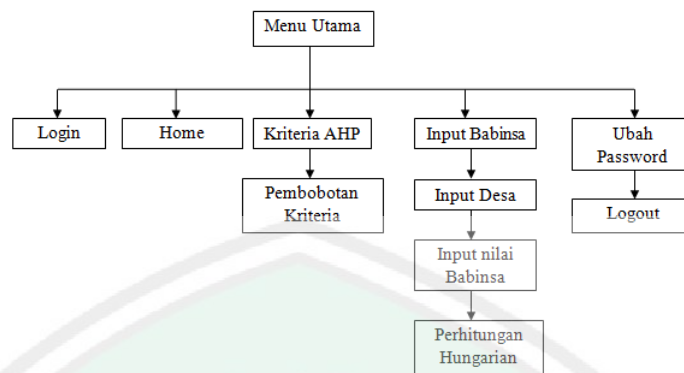 Menu Utama
Login
Home
Kriteria AHP
Input Babinsa
Ubah
Password
Pembobotan
Kriteria
Input Desa
Logout
Input nilai
Babinsa
Perhitungan
Hungarian